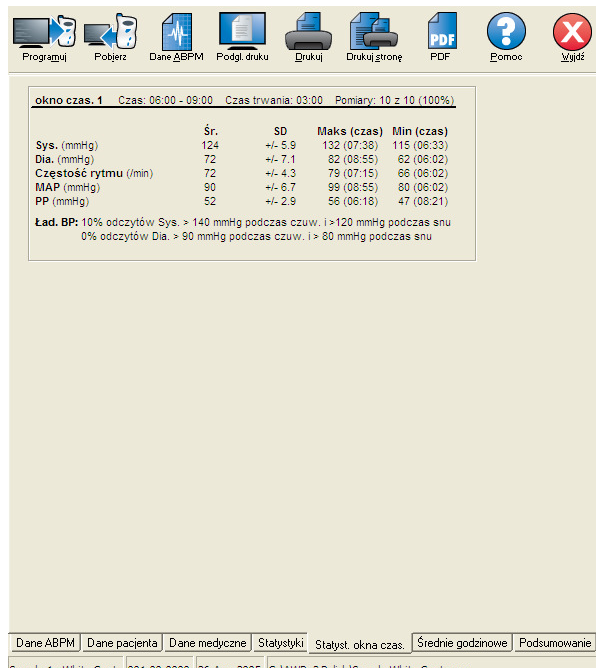 Programuj Pobierz Dane ABPM Podgl. druku Drukuj Drukuj stronę PDF Pomoc Wyjdź
okno czas. 1 Czas: 06:00 - 09:00 Czas trwania: 03:00 Pomiary: 10 z 10 (100%)
Śr. SD Maks (czas) Min (czas)
Sys. (mmHg) 124 +/- 5.9 132 (07:38) 115 (06:33)
Dia. (mmHg) 72 +/- 7.1 82 (08:55) 62 (06:02)
Częstość rytmu (/min) 72 +/- 4.3 79 (07:15) 66 (06:02)
MAP (mmHg) 90 +/- 6.7 99 (08:55) 80 (06:02)
PP (mmHg) 52 +/- 2.9 56 (06:18) 47 (08:21)
Ład. BP: 10% odczytów Sys. > 140 mmHg podczas czuw. i >120 mmHg podczas snu
0% odczytów Dia. > 90 mmHg podczas czuw. i > 80 mmHg podczas snu
Dane ABPM Dane pacjenta Dane medyczne Statystyki Statyst. okna czas. Średnie godzinowe Podsumowanie